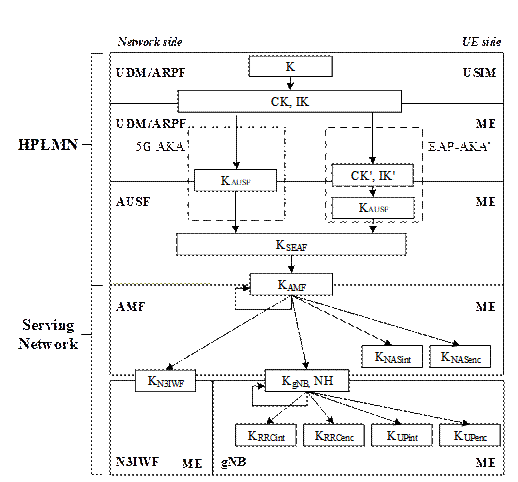 Network side UE side
K
UDM/ARPF USIM
CK, IK
UDM/ARPF ME
HPLMN
5G AKA EAP-AKA'
CK', IK'
KAUSF
AUSF ME
KAUSF
KSEAF
KAMF
AMF ME
Serving
Network
KNASint KNASenc
KN3IWF KgNB, NH
KRRCint KRRCenc KUPint KUPenc
N3IWF ME gNB ME